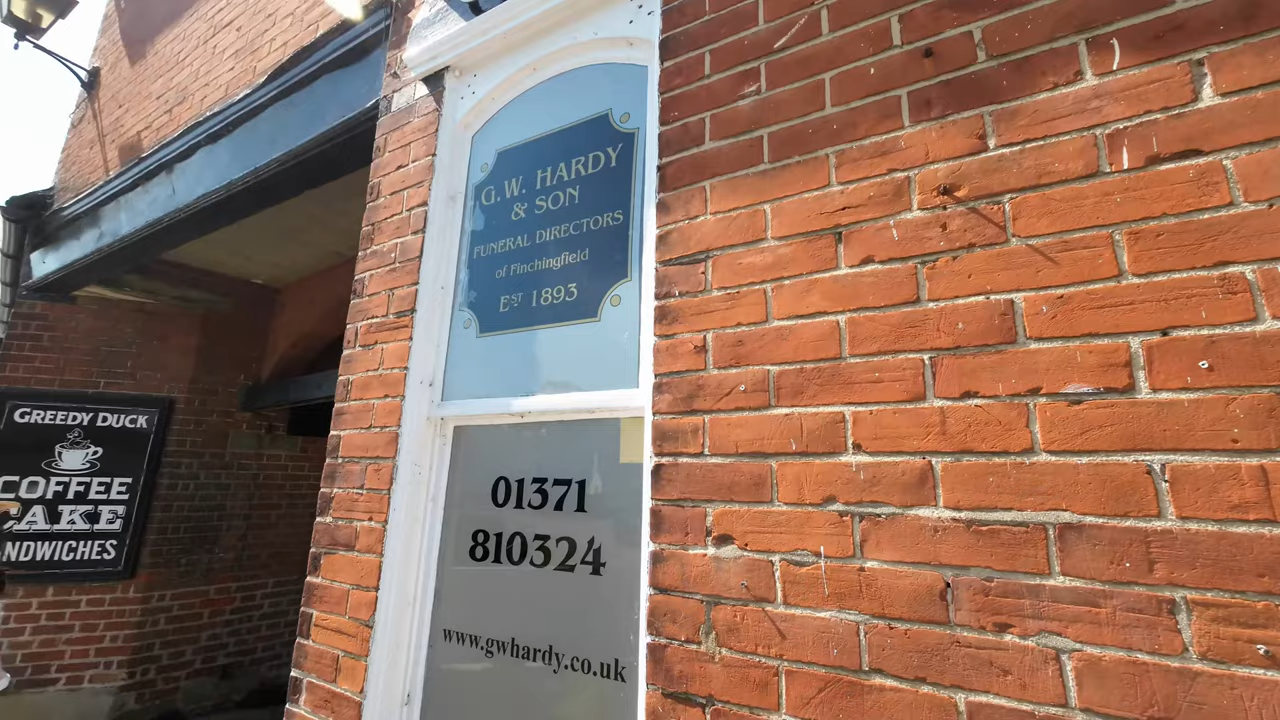 G. W. HARDY
& SON
FUNERAL DIRECTORS
of Finchingfield
EST 1893
01371
810324
www.gwhardy.co.uk
GREEDY DUCK
COFFEE
CAKE
NDWICHES